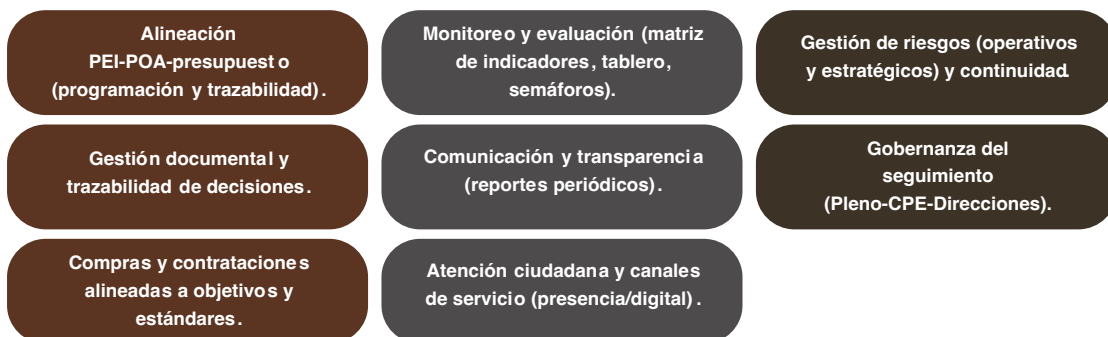 Alineación
PEI-POA-presupuesto
(programación y trazabilidad).
Gestión documental y
trazabilidad de decisiones.
Compras y contrataciones
alineadas a objetivos y
estándares.
Monitoreo y evaluación (matriz
de indicadores, tablero,
semáforos).
Comunicación y transparencia
(reportes periódicos).
Atención ciudadana y canales
de servicio (presencia/digital).
Gestión de riesgos (operativos
y estratégicos) y continuidad.
Gobernanza del
seguimiento
(Pleno-CPE-Direcciones).